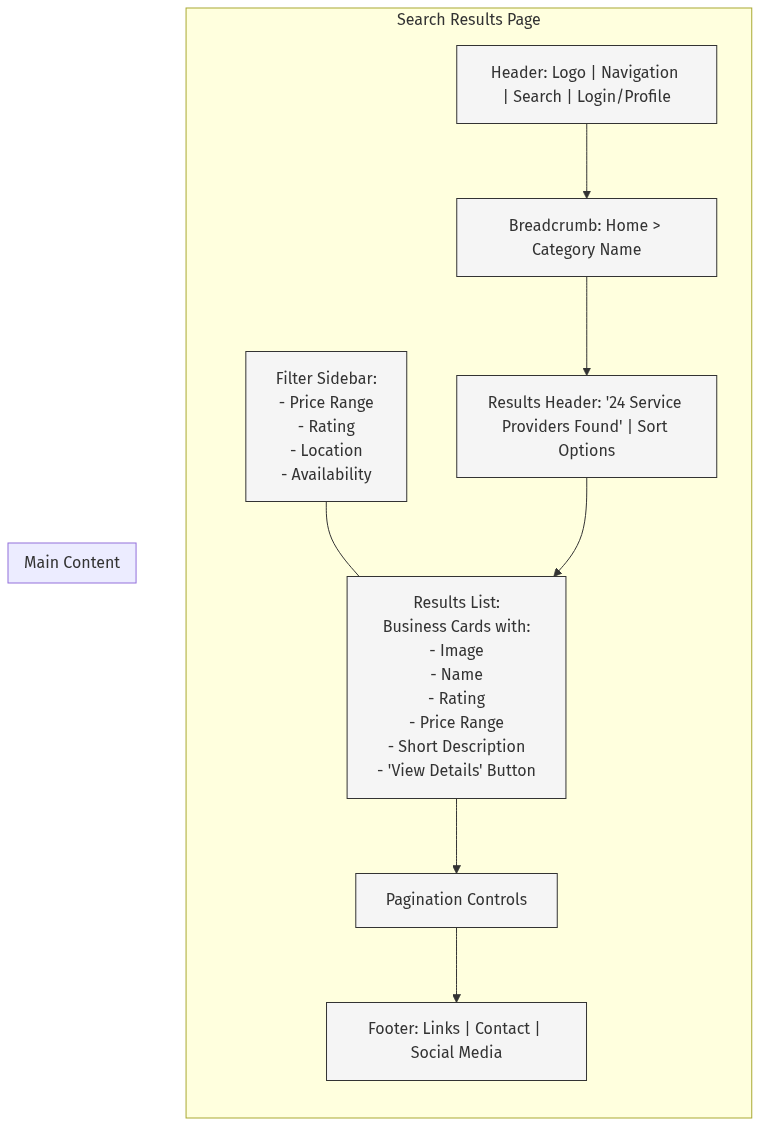 Search Results Page
Header: Logo | Navigation
| Search | Login/Profile
Breadcrumb: Home >
Category Name
Filter Sidebar:
- Price Range
- Rating
- Location
- Availability
Results Header: '24 Service
Providers Found' | Sort
Options
Main Content
Results List:
Business Cards with:
- Image
- Name
- Rating
- Price Range
- Short Description
- 'View Details' Button
Pagination Controls
Footer: Links | Contact |
Social Media